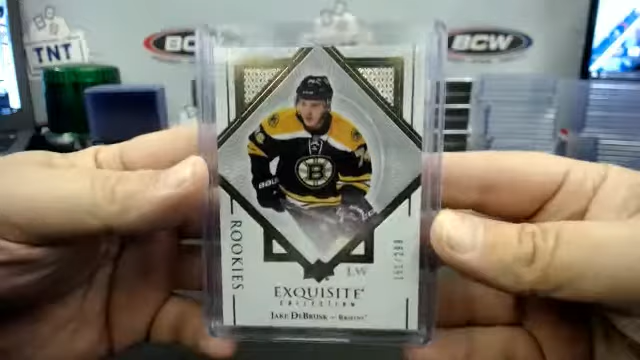 TNT
BCW
BCW
B
ROOKIES
LW
EXQUISITE
COLLECTION
JAKE DEBRUSK - BRUINS